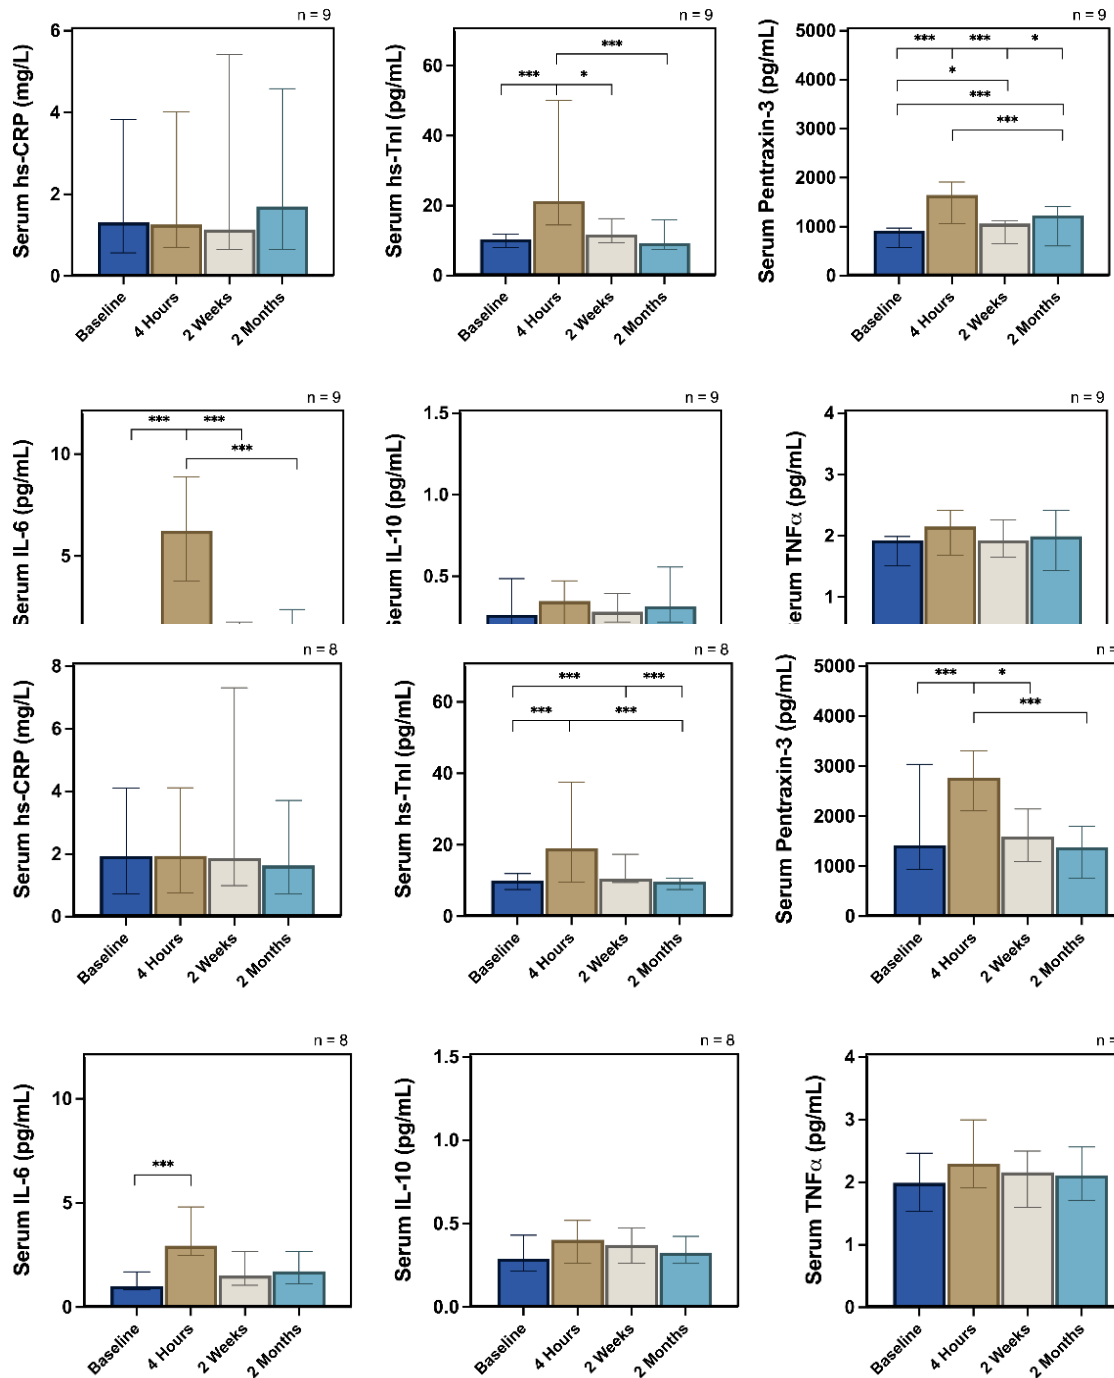 n = 9
Serum hs-CRP (mg/L)
6
4
2
0
Baseline
4 Hours
2 Weeks
2 Months
n = 9
Serum hs-TnI (pg/mL)
60
40
20
0
***
***
*
Baseline
4 Hours
2 Weeks
2 Months
n = 9
Serum Pentraxin-3 (pg/mL)
5000
4000
3000
2000
1000
0
***
***
*
*
***
***
Baseline
4 Hours
2 Weeks
2 Months
n = 9
Serum IL-6 (pg/mL)
10
5
***
***
***
n = 9
Serum IL-10 (pg/mL)
1.5
1.0
0.5
n = 9
Serum TNFα (pg/mL)
4
3
2
1
n = 8
Serum hs-CRP (mg/L)
8
6
4
2
0
Baseline
4 Hours
2 Weeks
2 Months
n = 8
Serum hs-TnI (pg/mL)
60
40
20
0
***
***
***
***
Baseline
4 Hours
2 Weeks
2 Months
n =
Serum Pentraxin-3 (pg/mL)
5000
4000
3000
2000
1000
0
***
*
***
Baseline
4 Hours
2 Weeks
2 Months
n = 8
Serum IL-6 (pg/mL)
10
5
0
***
Baseline
4 Hours
2 Weeks
2 Months
n = 8
Serum IL-10 (pg/mL)
1.5
1.0
0.5
0.0
Baseline
4 Hours
2 Weeks
2 Months
n =
Serum TNFα (pg/mL)
4
3
2
1
0
Baseline
4 Hours
2 Weeks
2 Months